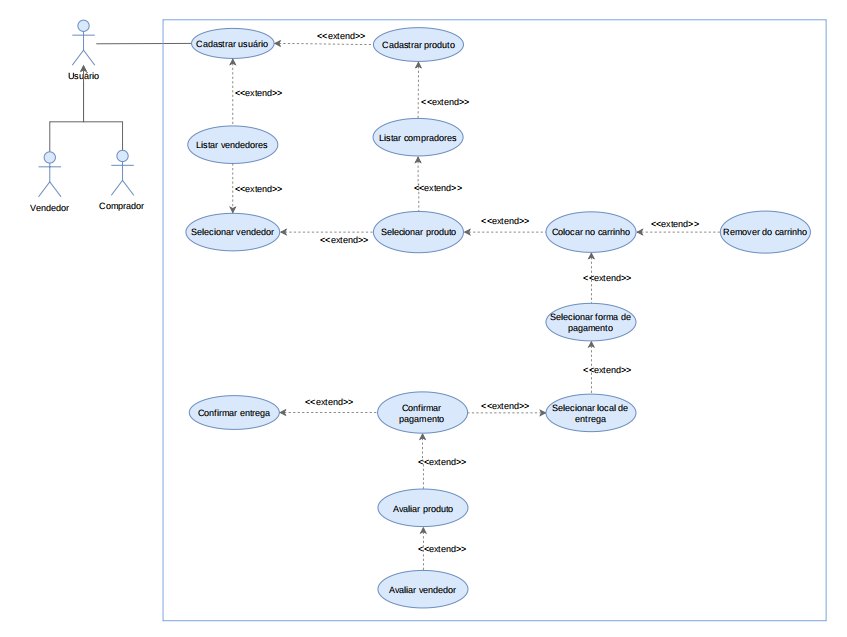 <<extend>>
Cadastrar usuário
Cadastrar produto
Usuário
<<extend>>
<<extend>>
Listar vendedores
Listar compradores
<<extend>>
<<extend>>
Vendedor
Comprador
<<extend>>
<<extend>>
Selecionar vendedor
<<extend>>
Selecionar produto
Colocar no carrinho
Remover do carrinho
<<extend>>
Selecionar forma de
pagamento
<<extend>>
<<extend>>
<<extend>>
Confirmar entrega
Confirmar
pagamento
Selecionar local de
entrega
<<extend>>
Avaliar produto
<<extend>>
Avaliar vendedor